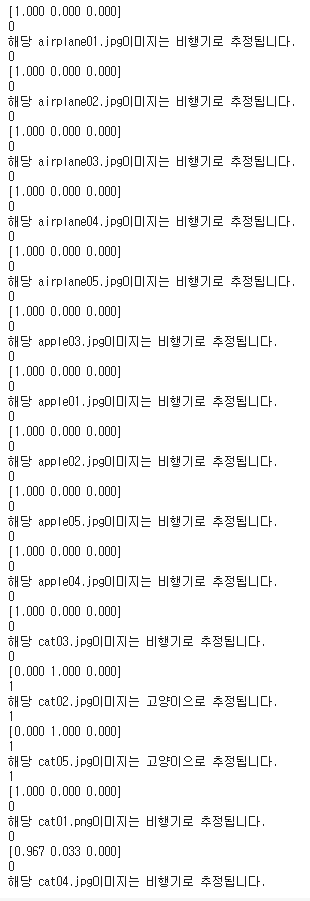 [1.000 0.000 0.000]
0
해당 airplane01.jpg이미지는 비행기로 추정됩니다.
0
[1.000 0.000 0.000]
0
해당 airplane02.jpg이미지는 비행기로 추정됩니다.
0
[1.000 0.000 0.000]
0
해당 airplane03.jpg이미지는 비행기로 추정됩니다.
0
[1.000 0.000 0.000]
0
해당 airplane04.jpg이미지는 비행기로 추정됩니다.
0
[1.000 0.000 0.000]
0
해당 airplane05.jpg이미지는 비행기로 추정됩니다.
0
[1.000 0.000 0.000]
0
해당 apple03.jpg이미지는 비행기로 추정됩니다.
0
[1.000 0.000 0.000]
0
해당 apple01.jpg이미지는 비행기로 추정됩니다.
0
[1.000 0.000 0.000]
0
해당 apple02.jpg이미지는 비행기로 추정됩니다.
0
[1.000 0.000 0.000]
0
해당 apple05.jpg이미지는 비행기로 추정됩니다.
0
[1.000 0.000 0.000]
0
해당 apple04.jpg이미지는 비행기로 추정됩니다.
0
[1.000 0.000 0.000]
0
해당 cat03.jpg이미지는 비행기로 추정됩니다.
0
[0.000 1.000 0.000]
1
해당 cat02.jpg이미지는 고양이으로 추정됩니다.
1
[0.000 1.000 0.000]
1
해당 cat05.jpg이미지는 고양이으로 추정됩니다.
1
[1.000 0.000 0.000]
0
해당 cat01.png이미지는 비행기로 추정됩니다.
0
[0.967 0.033 0.000]
0
해당 cat04.jpg이미지는 비행기로 추정됩니다.